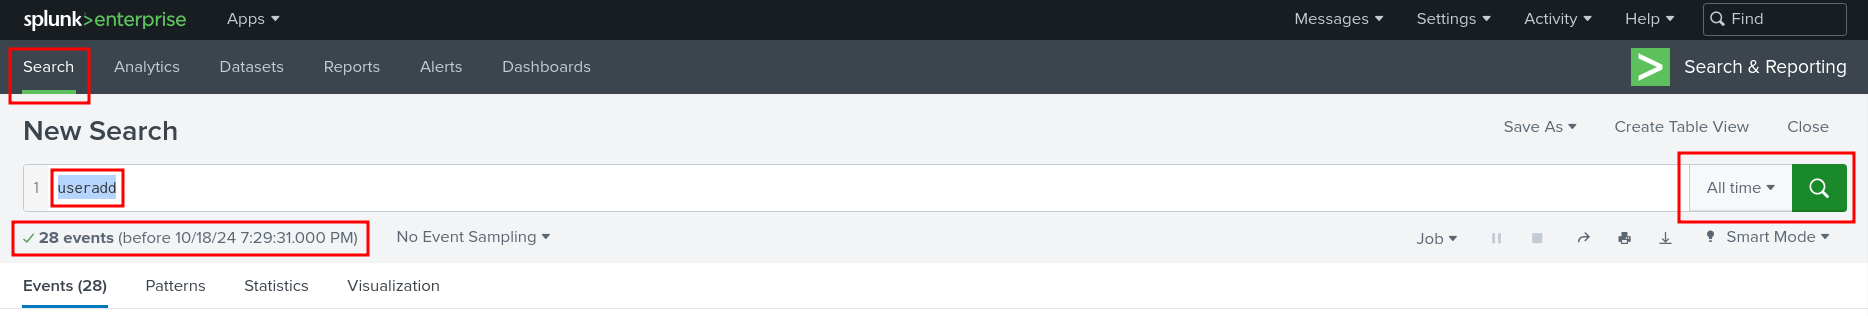 splunk>enterprise Apps Messages Settings Activity Help Find
Search Analytics Datasets Reports Alerts Dashboards Search & Reporting
New Search Save As Create Table View Close
1 useradd All time
28 events (before 10/18/24 7:29:31.000 PM) No Event Sampling Job Smart Mode
Events (28) Patterns Statistics Visualization